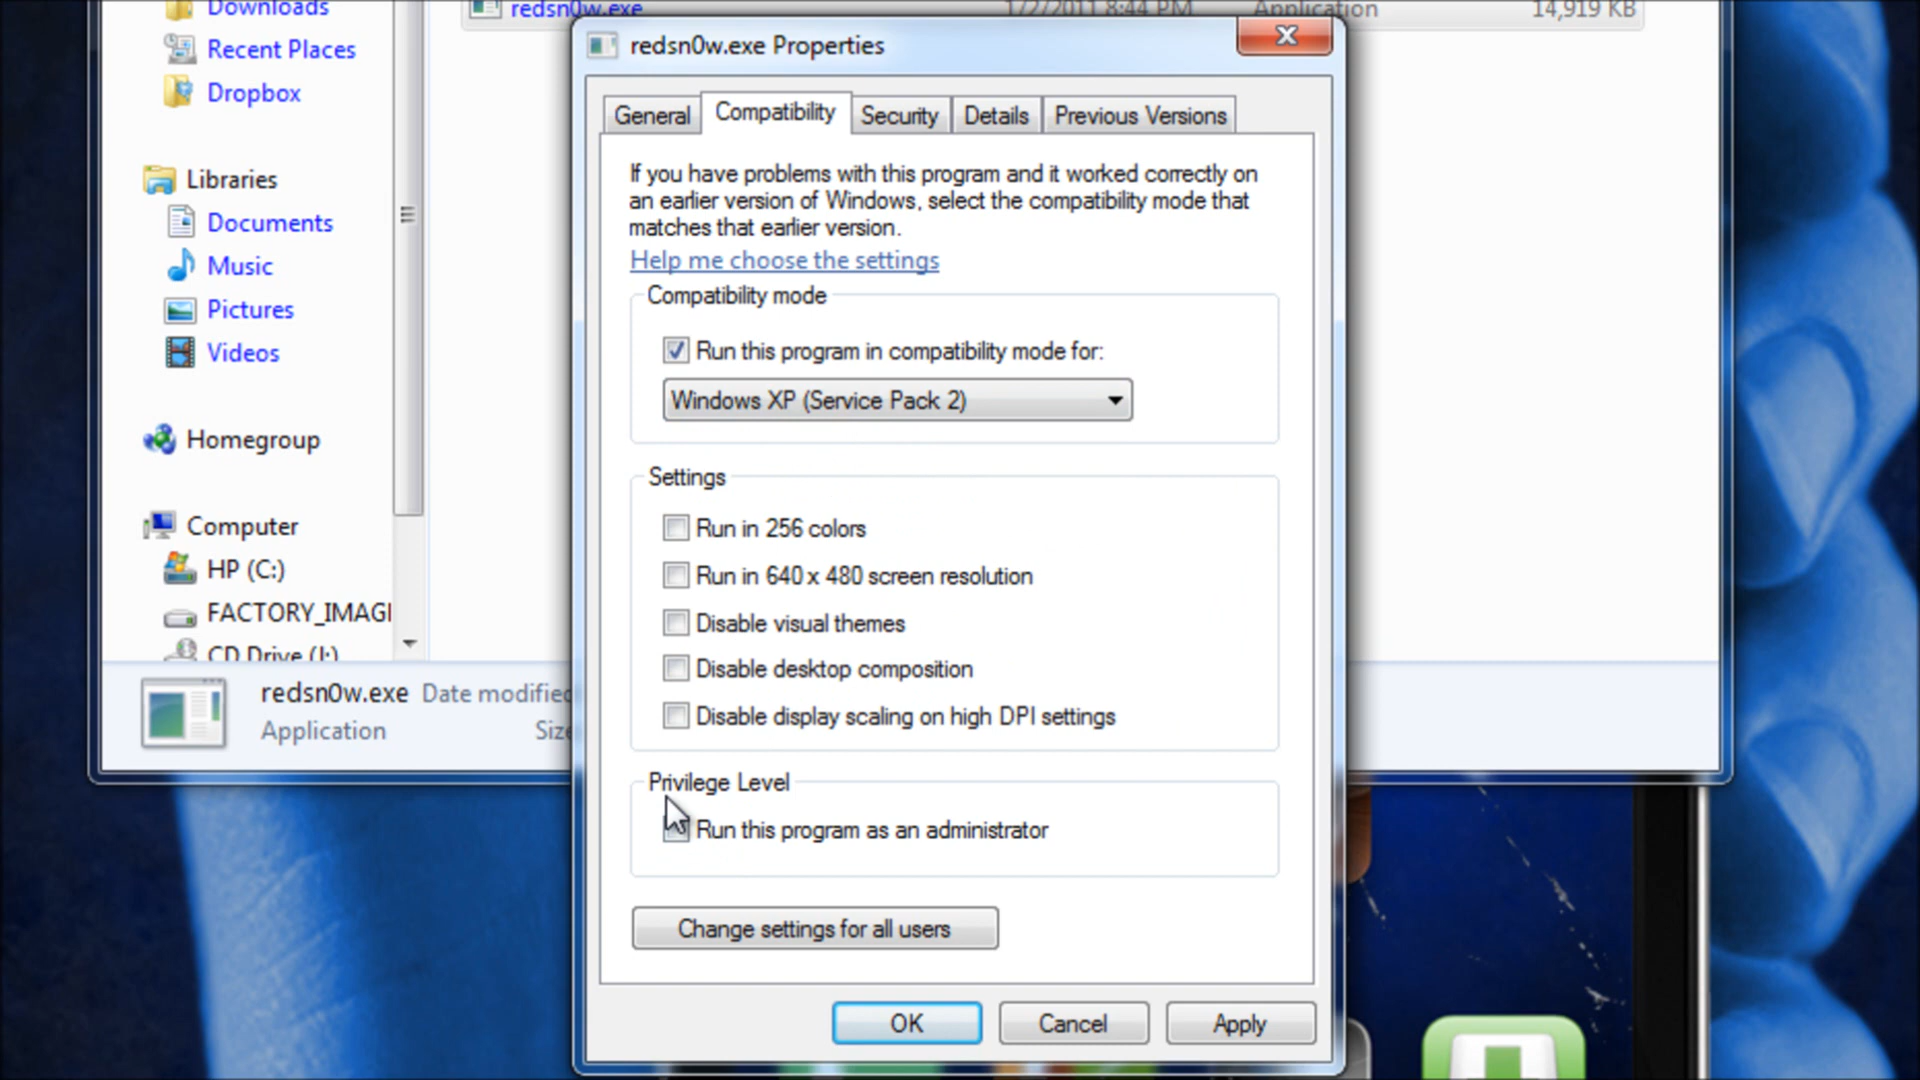 Downloads
redsn0w.exe 1/2/2011 8:44 PM Application 14,919 KB
Recent Places
Dropbox
Libraries
Documents
Music
Pictures
Videos
Homegroup
Computer
HP (C:)
FACTORY_IMAGI
CD Drive (I:)
redsn0w.exe Date modified
Application Size
redsn0w.exe Properties
General Compatibility Security Details Previous Versions
If you have problems with this program and it worked correctly on
an earlier version of Windows, select the compatibility mode that
matches that earlier version.
Help me choose the settings
Compatibility mode
Run this program in compatibility mode for:
Windows XP (Service Pack 2)
Settings
Run in 256 colors
Run in 640 x 480 screen resolution
Disable visual themes
Disable desktop composition
Disable display scaling on high DPI settings
Privilege Level
Run this program as an administrator
Change settings for all users
OK Cancel Apply